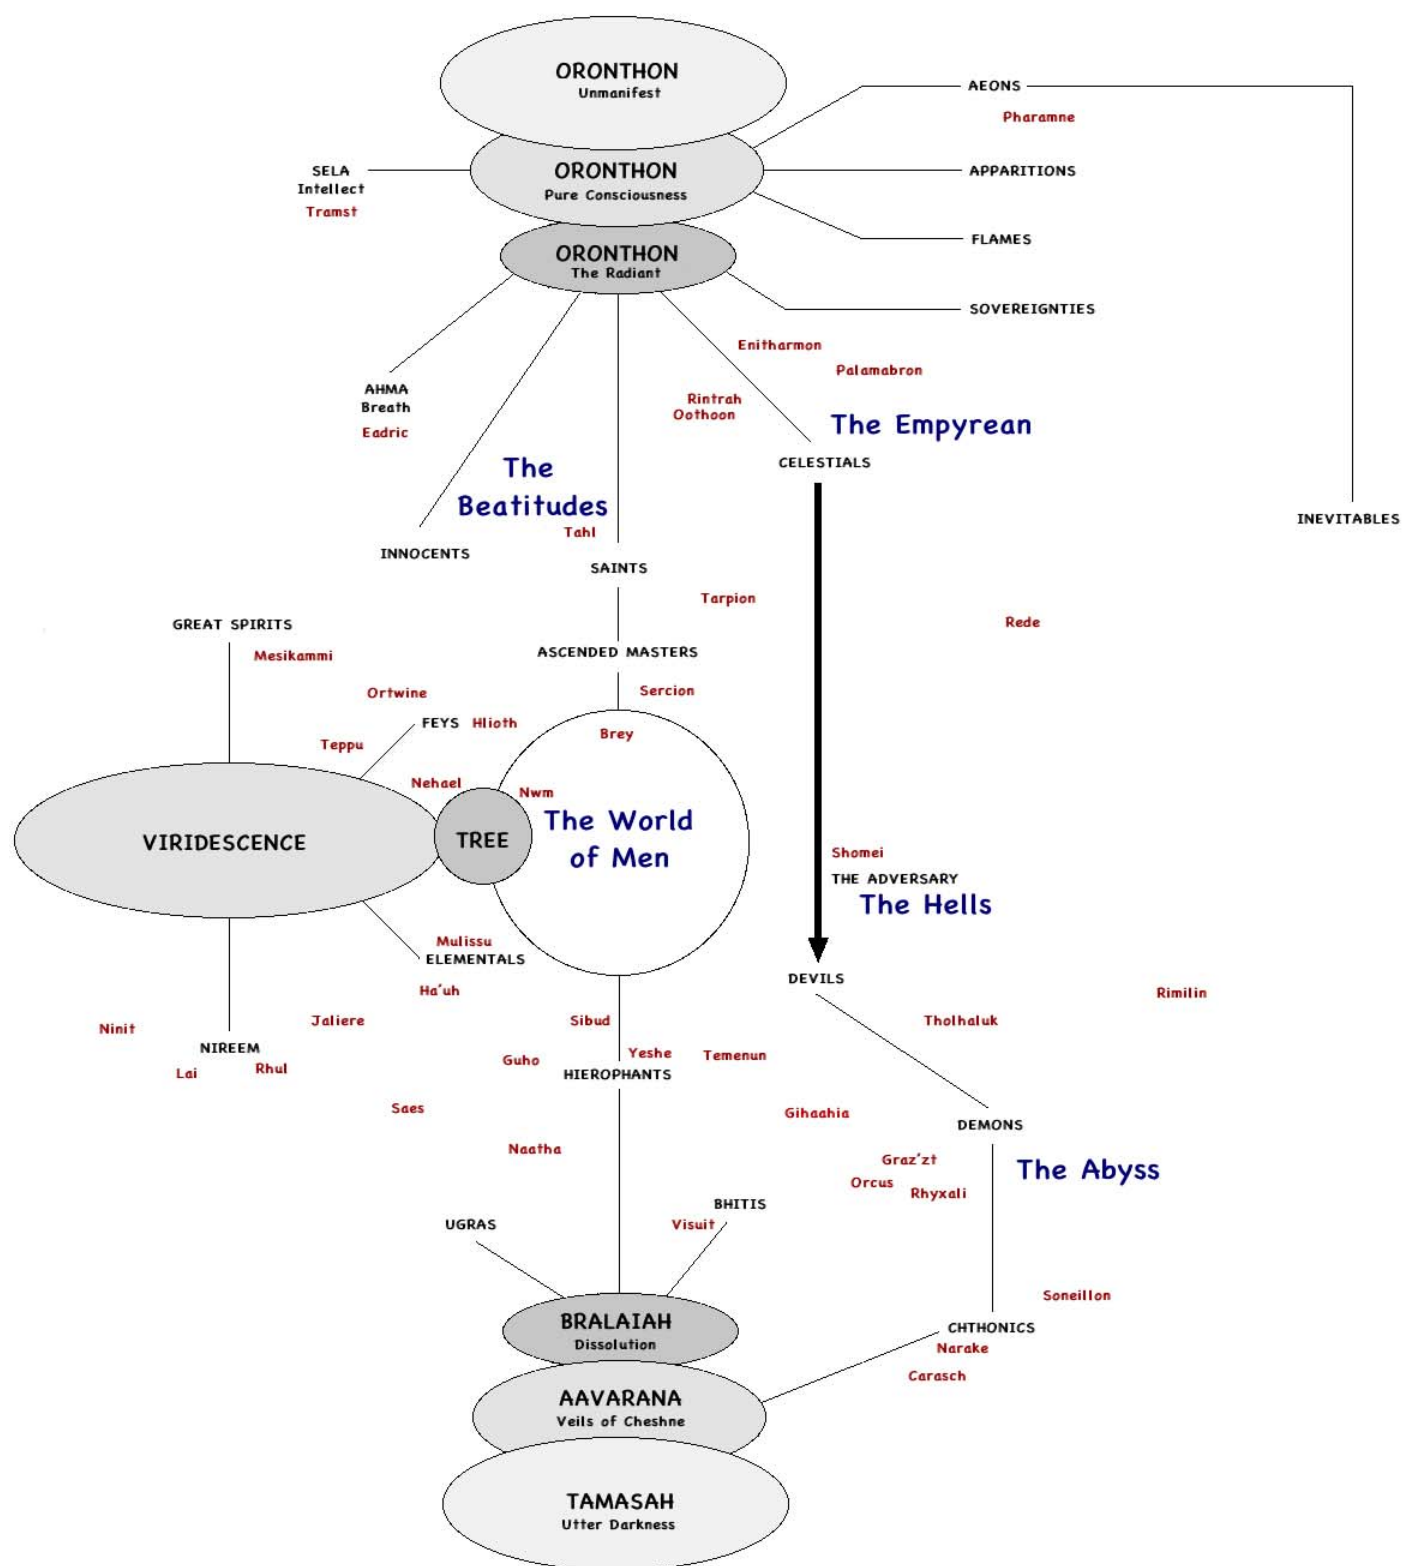 ORONTHON
Unmanifest
AEONS
Pharamne
SELA
Intellect
Tramst
ORONTHON
Pure Consciousness
APPARITIONS
FLAMES
ORONTHON
The Radiant
SOVEREIGNTIES
Enitharmon
Palamabron
AHMA
Breath
Eadric
Rintrah
Oothoon
The Empyrean
CELESTIALS
The
Beatitudes
Tahl
INNOCENTS
SAINTS
INEVITABLES
Tarpion
Rede
GREAT SPIRITS
Mesikammi
ASCENDED MASTERS
Ortwine
Sercion
FEYS
Hlioth
Brey
Teppu
Nehael
Nwm
VIRIDESCENCE
TREE
The World
of Men
Shomei
THE ADVERSARY
The Hells
Mulissu
ELEMENTALS
Ha'uh
DEVILS
Rimilin
Ninit
Jaliere
Sibud
Tholhaluk
NIREEM
Lai
Rhul
Guho
Yeshe
Temenun
HIEROPHANTS
Saes
Gihaahia
DEMONS
Naatha
Graz'zt
Orcus
Rhyxali
The Abyss
UGRAS
Visuit
BHITIS
Soneillon
BRALAIAH
Dissolution
CHTHONICS
Narake
Carasch
AAVARANA
Veils of Cheshne
TAMASAH
Utter Darkness